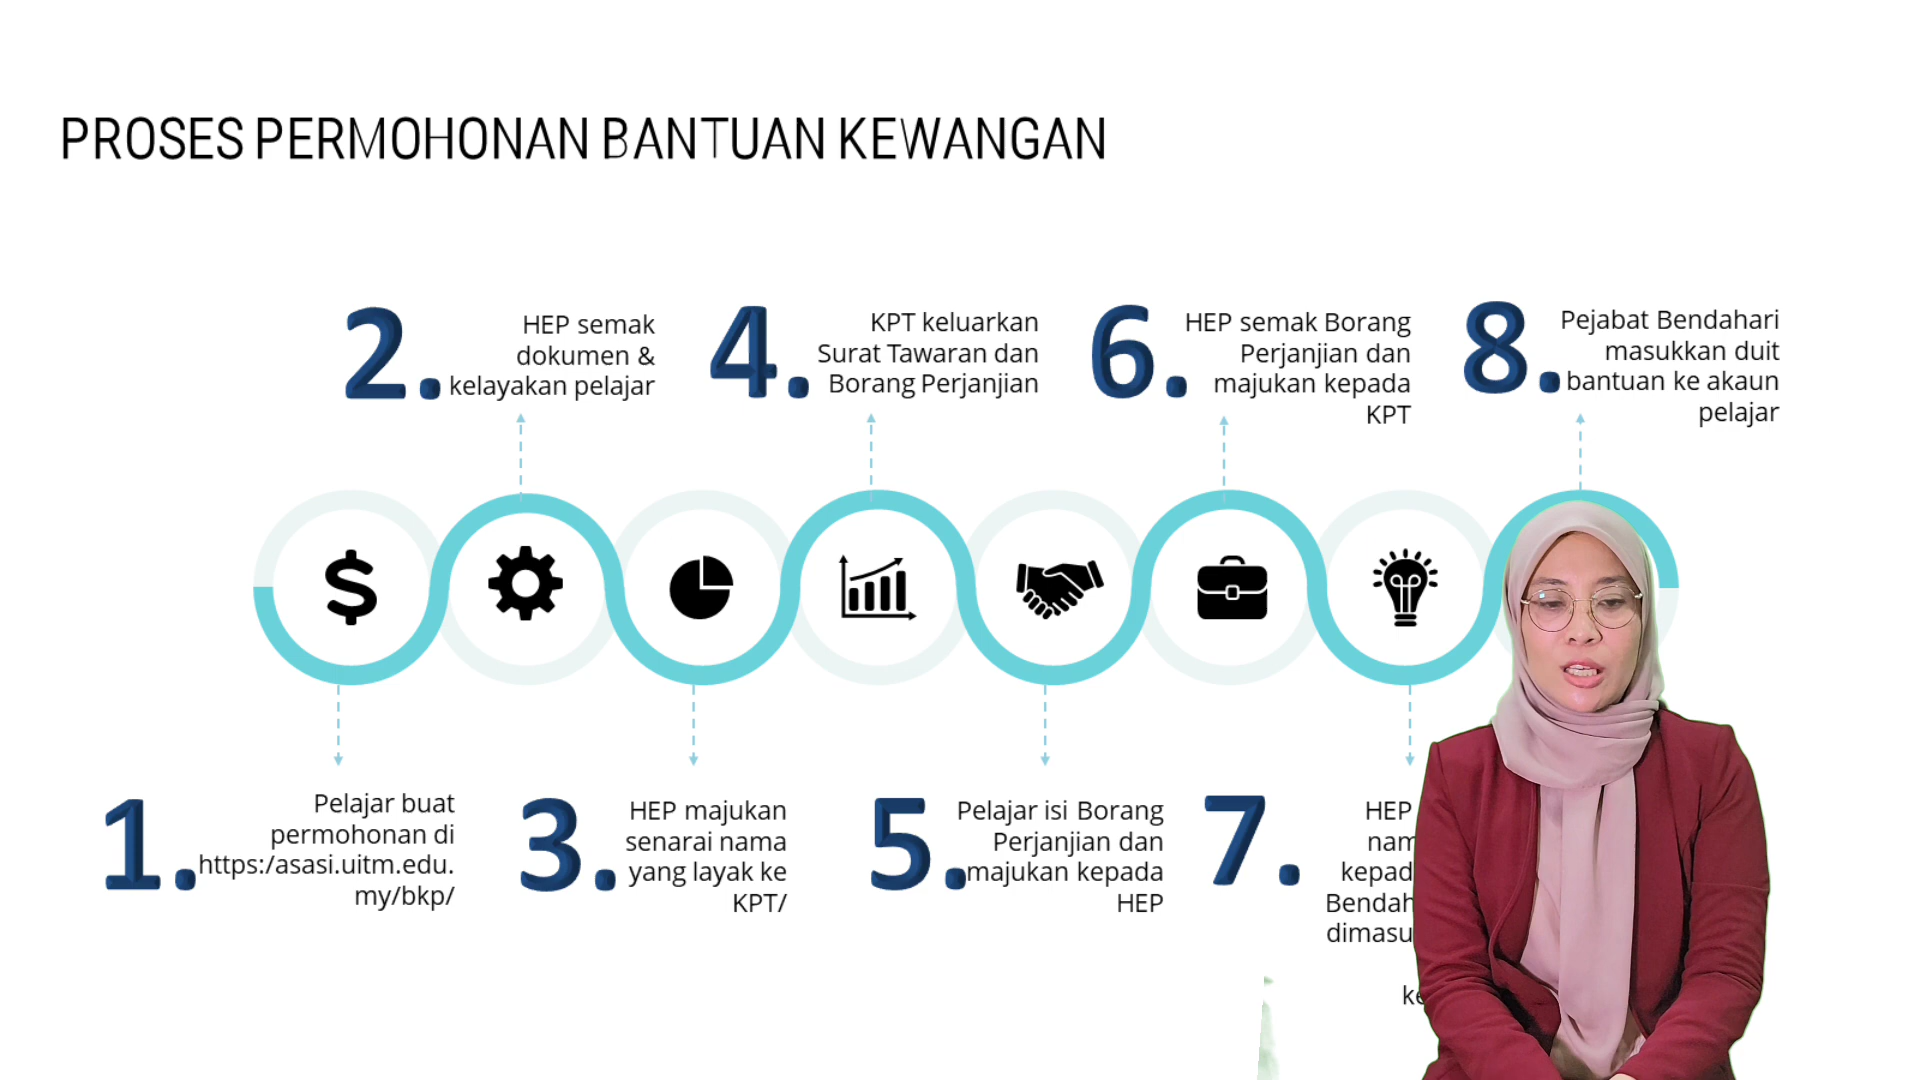 PROSES PERMOHONAN BANTUAN KEWANGAN
1.
Pelajar buat
permohonan di
https:/asasi.uitm.edu.
my/bkp/
2.
HEP semak
dokumen &
kelayakan pelajar
3.
HEP majukan
senarai nama
yang layak ke
KPT/
4.
KPT keluarkan
Surat Tawaran dan
Borang Perjanjian
5.
Pelajar isi Borang
Perjanjian dan
majukan kepada
HEP
6.
HEP semak Borang
Perjanjian dan
majukan kepada
KPT
7.
HEP
8.
Pejabat Bendahari
masukkan duit
bantuan ke akaun
pelajar